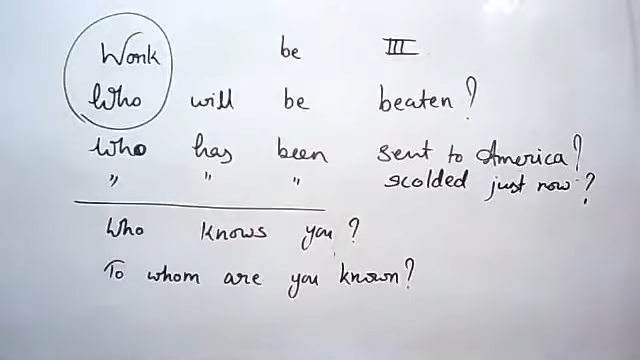 Wonk be III
Who will be beaten?
Who has been sent to America?
" " " scolded just now?
Who knows you?
To whom are you known?